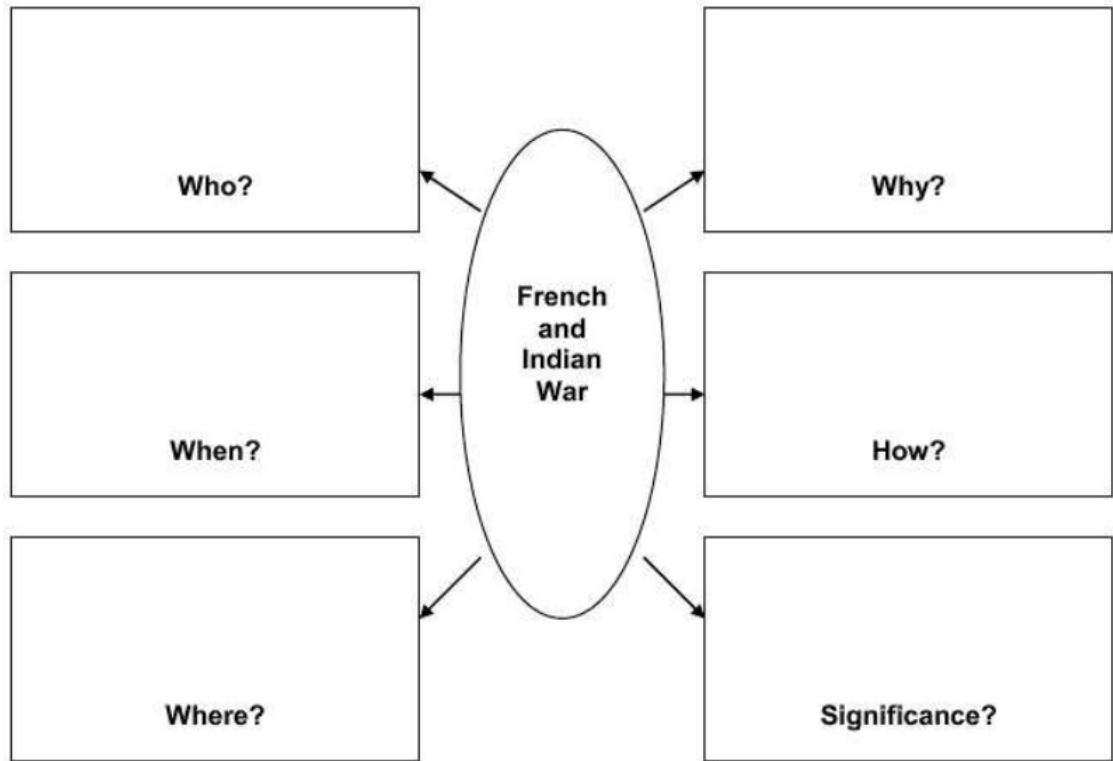 Who?
Why?
French
and
Indian
War
When?
How?
Where?
Significance?